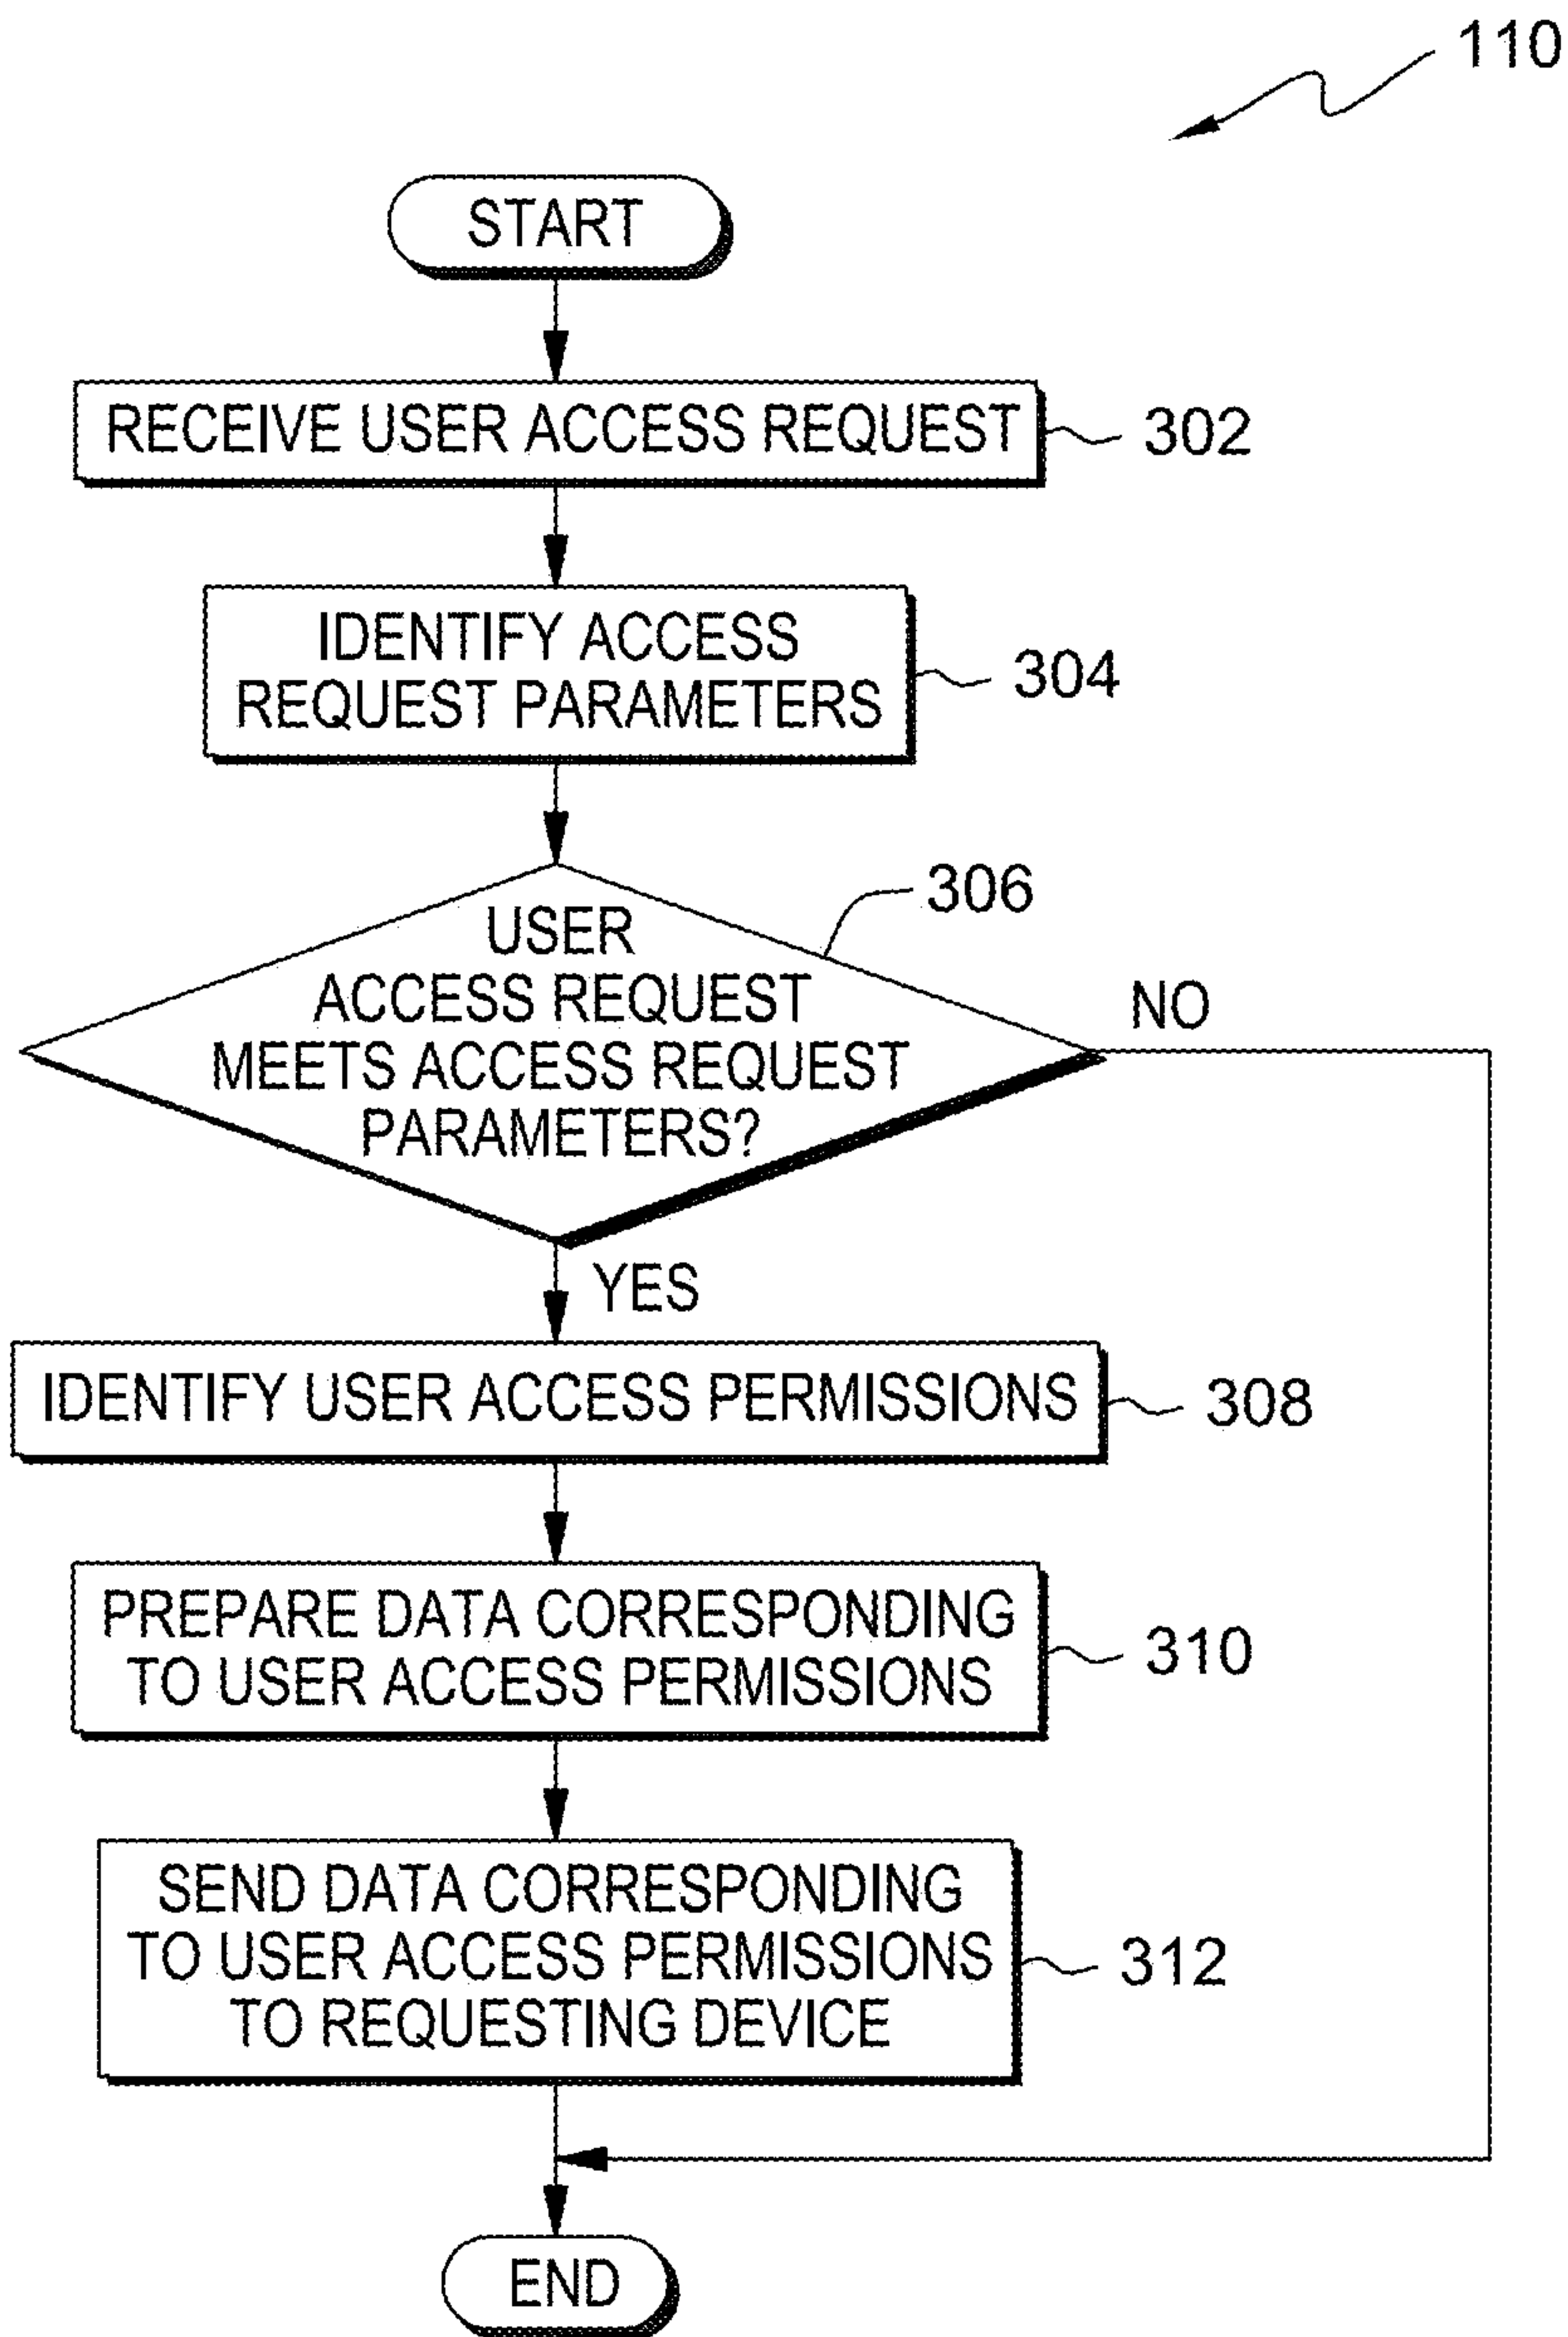 110
START
RECEIVE USER ACCESS REQUEST
302
IDENTIFY ACCESS
REQUEST PARAMETERS
304
306
USER
ACCESS REQUEST
MEETS ACCESS REQUEST
PARAMETERS?
NO
YES
IDENTIFY USER ACCESS PERMISSIONS
308
PREPARE DATA CORRESPONDING
TO USER ACCESS PERMISSIONS
310
SEND DATA CORRESPONDING
TO USER ACCESS PERMISSIONS
TO REQUESTING DEVICE
312
END